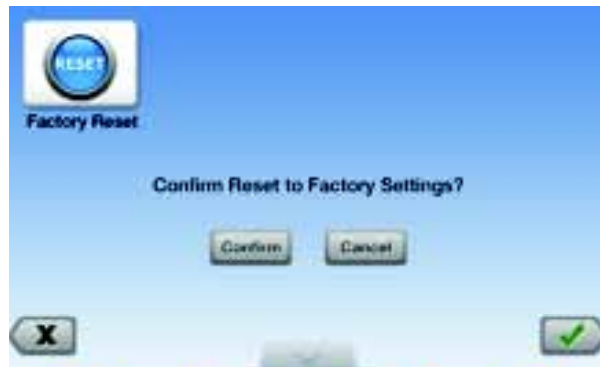 RESET
Factory Reset
Confirm Reset to Factory Settings?
Confirm Cancel
X